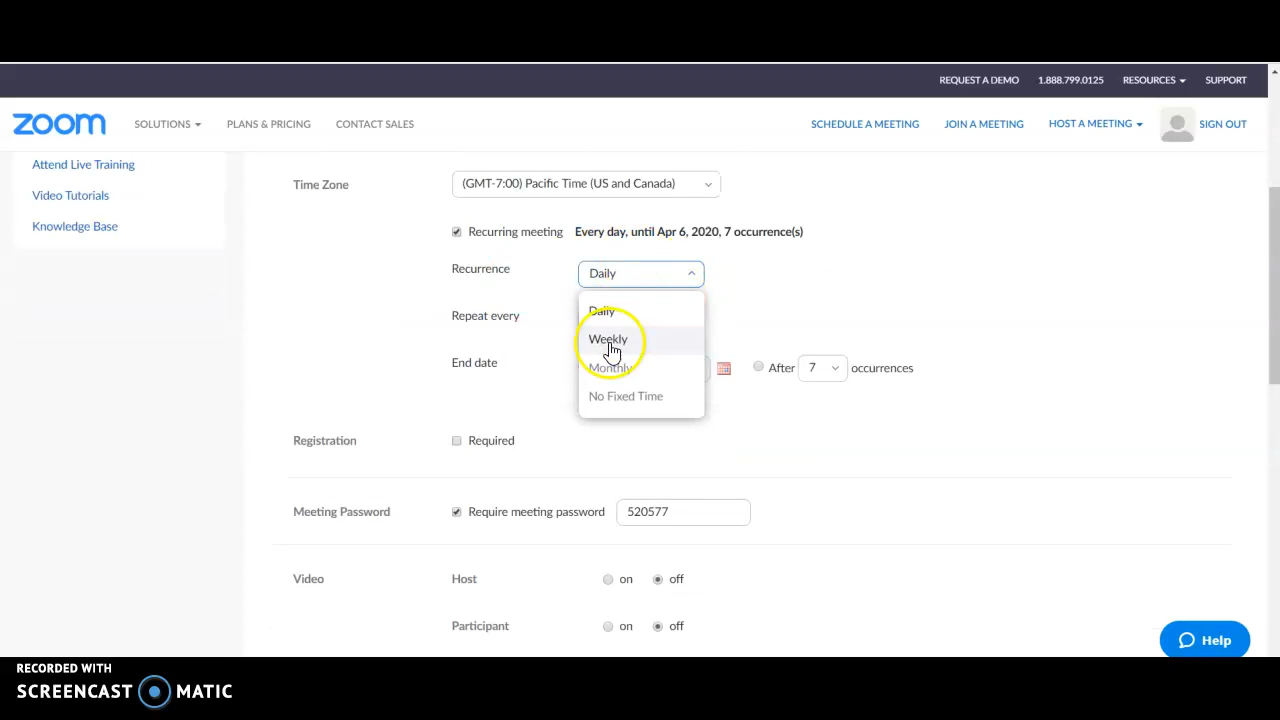 REQUEST A DEMO 1.888.799.0125 RESOURCES SUPPORT
zoom SOLUTIONS PLANS & PRICING CONTACT SALES SCHEDULE A MEETING JOIN A MEETING HOST A MEETING SIGN OUT
Attend Live Training
Video Tutorials
Knowledge Base
Time Zone (GMT-7:00) Pacific Time (US and Canada)
Recurring meeting Every day, until Apr 6, 2020, 7 occurrence(s)
Recurrence Daily
Daily
Repeat every
Weekly
End date
Monthly
After 7 occurrences
No Fixed Time
Registration Required
Meeting Password Require meeting password 520577
Video Host on off
Participant on off
Help
RECORDED WITH
SCREENCAST MATIC